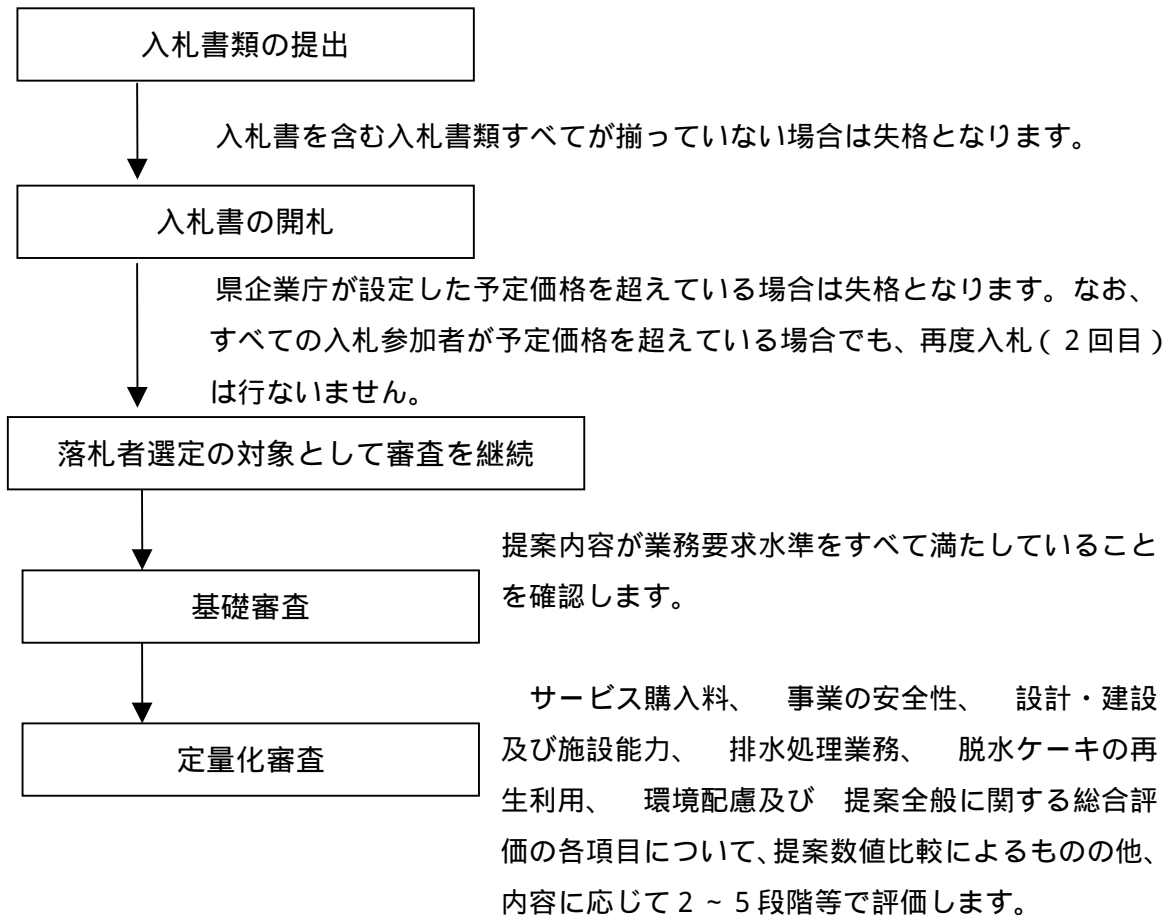 入札書類の提出
入札書を含む入札書類すべてが揃っていない場合は失格となります。
入札書の開札
県企業庁が設定した予定価格を超えている場合は失格となります。なお、
すべての入札参加者が予定価格を超えている場合でも、再度入札(2回目)
は行ないません。
落札者選定の対象として審査を継続
提案内容が業務要求水準をすべて満たしていること
を確認します。
基礎審査
サービス購入料、 事業の安全性、 設計・建設
及び施設能力、 排水処理業務、 脱水ケーキの再
生利用、 環境配慮及び 提案全般に関する総合評
価の各項目について、提案数値比較によるものの他、
内容に応じて2~5段階等で評価します。
定量化審査